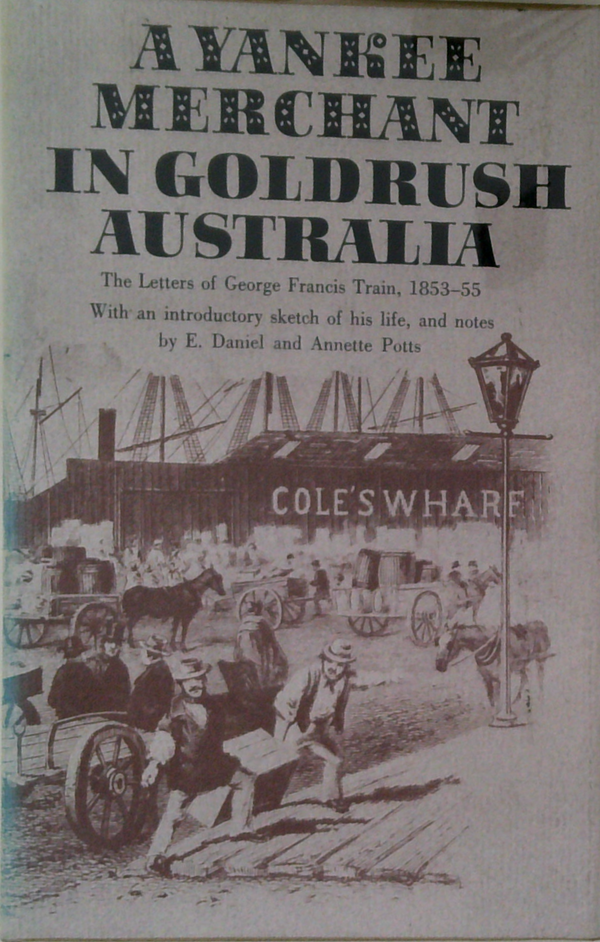 A YANKEE
MERCHANT
IN GOLDRUSH
AUSTRALIA
The Letters of George Francis Train, 1853–55
With an introductory sketch of his life, and notes
by E. Daniel and Annette Potts
COLE'S WHARF